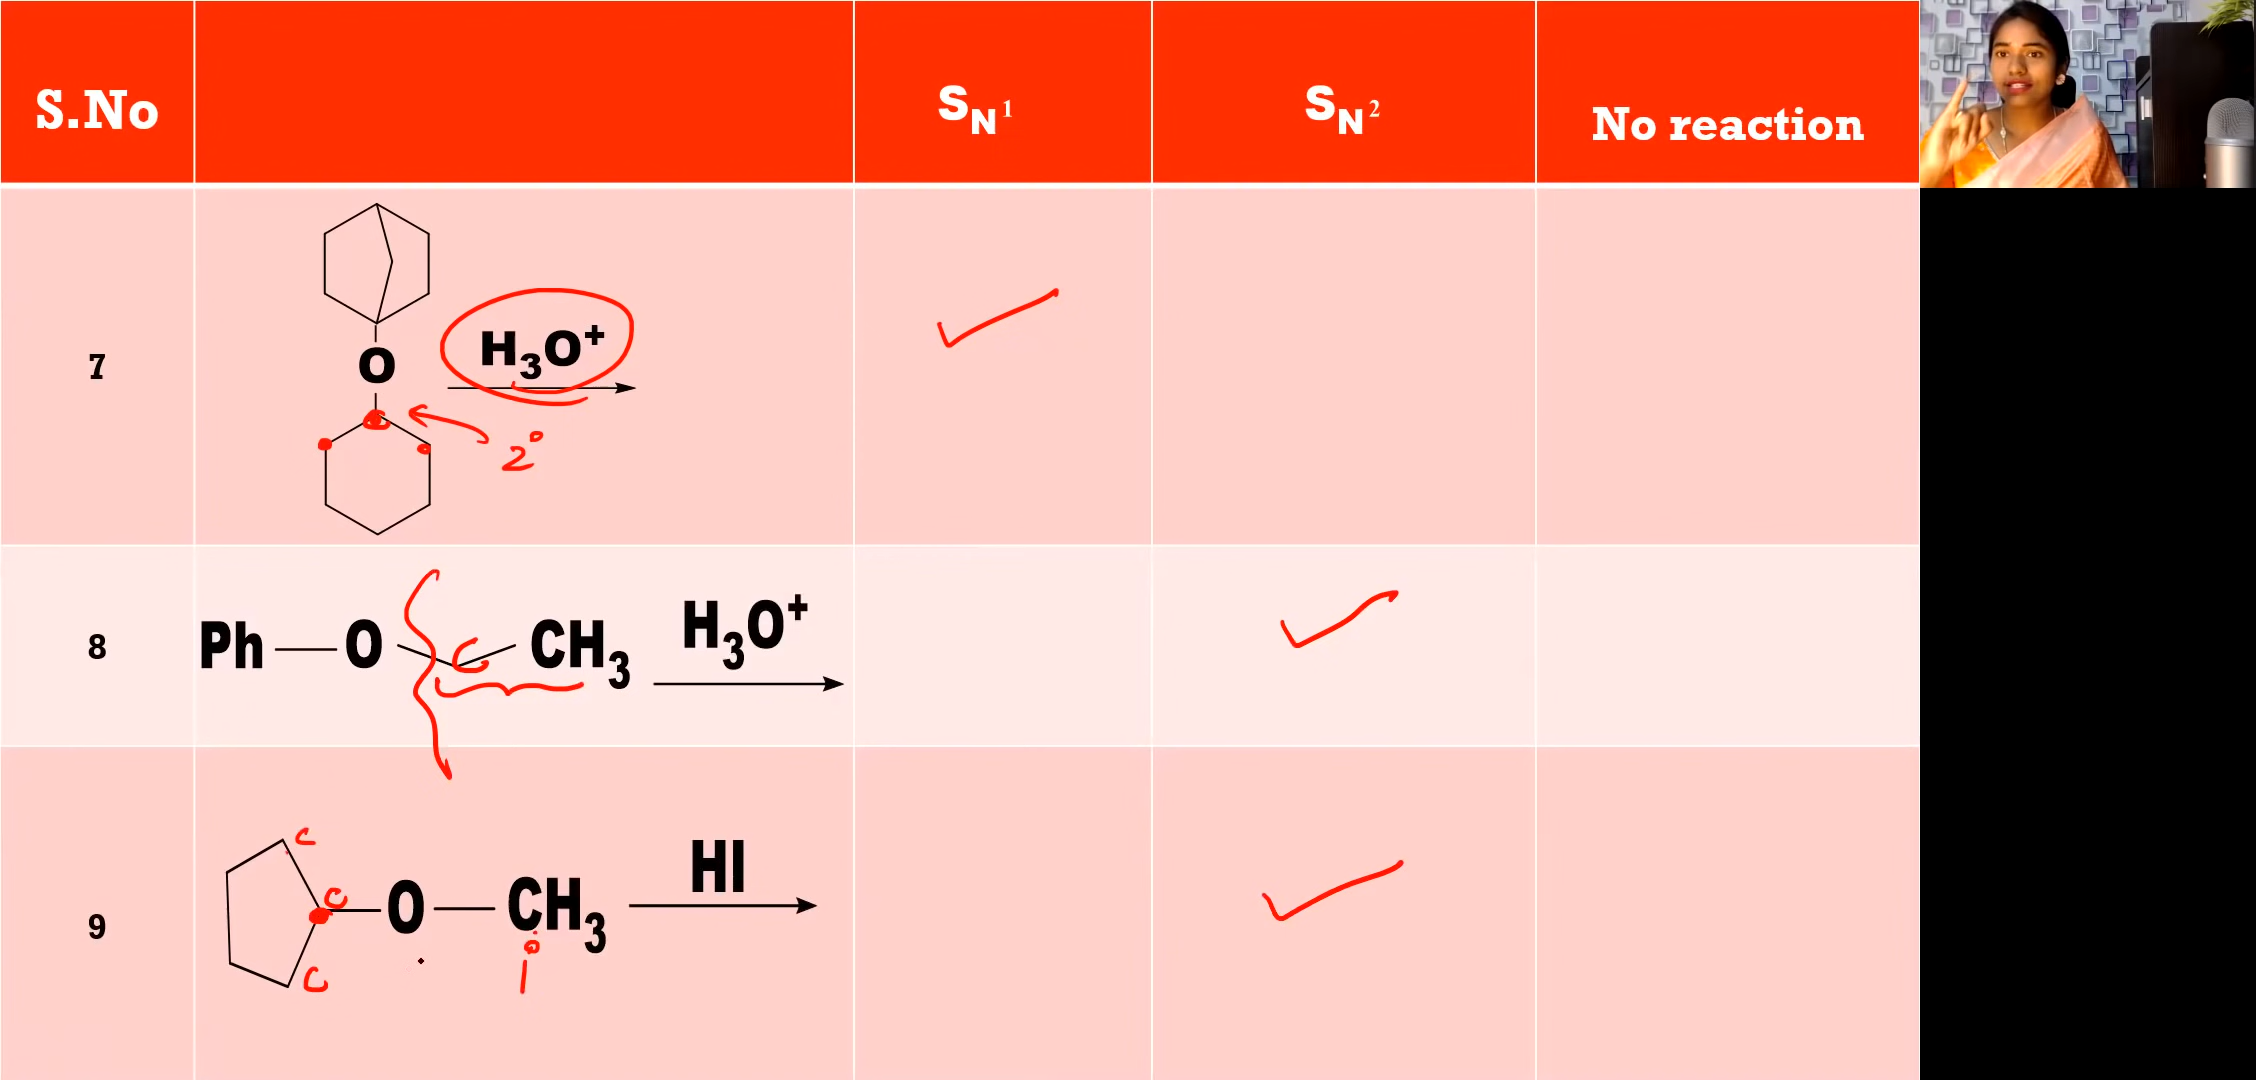 S.No SN1 SN2 No reaction
7 O H3O+
C
2°
8 Ph—O C CH3 H3O+
9 C
C O—CH3 HI
C 1°